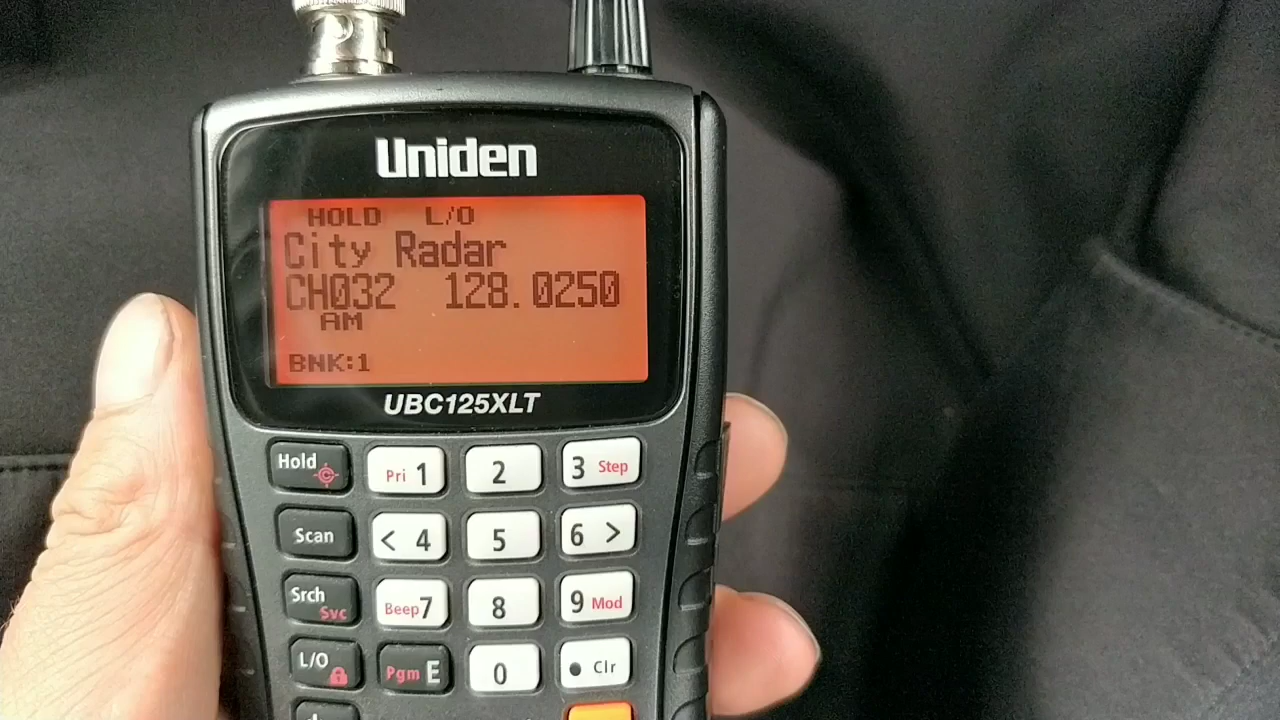 Uniden
HOLD L/O
City Radar
CH032 128.0250
AM
BNK:1
UBC125XLT
Hold Pri 1 2 3 Step
Scan < 4 5 6 >
Srch Svc Beep 7 8 9 Mod
L/O Pgm E 0 • Clr